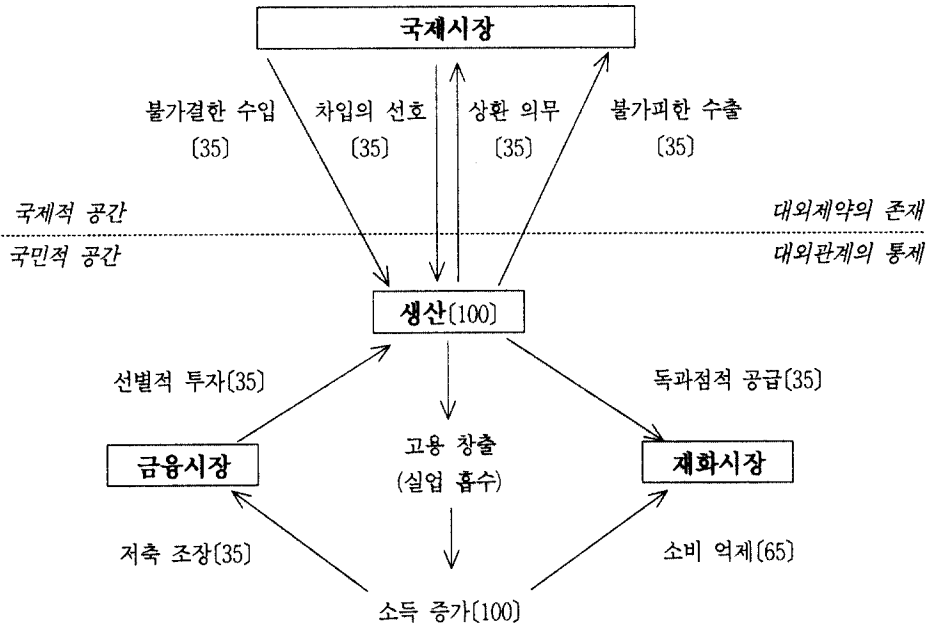 국제시장
불가결한 수입 차입의 선호 상환 의무 불가피한 수출
〔35〕 〔35〕 〔35〕 〔35〕
국제적 공간 대외제약의 존재
국민적 공간 대외관계의 통제
생산〔100〕
선별적 투자〔35〕 독과점적 공급〔35〕
금융시장 고용 창출 재화시장
(실업 흡수)
저축 조장〔35〕 소비 억제〔65〕
소득 증가〔100〕